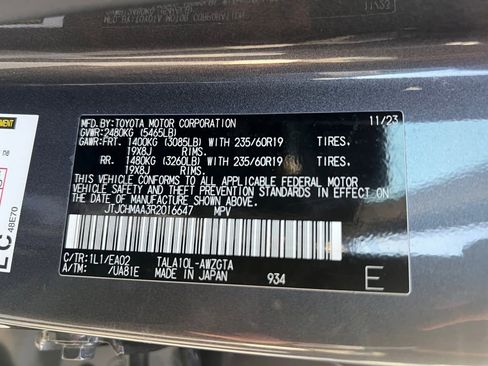 MFD.BY:TOYOTA MOTOR CORPORATION 11/23
GVWR:2480KG (5465LB)
GAWR:FRT. 1400KG (3085LB) WITH 235/60R19 TIRES,
19X8J RIMS.
RR. 1480KG (3260LB) WITH 235/60R19 TIRES,
19X8J RIMS.
THIS VEHICLE CONFORMS TO ALL APPLICABLE FEDERAL MOTOR
VEHICLE SAFETY AND THEFT PREVENTION STANDARDS IN EFFECT ON
THE DATE OF MANUFACTURE SHOWN ABOVE.
JTJCHMAA3R2016647 MPV
C/TR:1L1/EA02 TALA10L-AWZGTA
A/TM: /UA81E MADE IN JAPAN 934
E
48E70